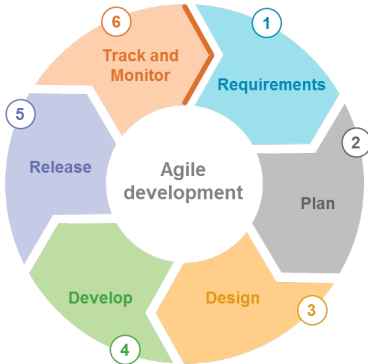 1
Requirements
2
Plan
3
Design
4
Develop
5
Release
6
Track and
Monitor
Agile
development